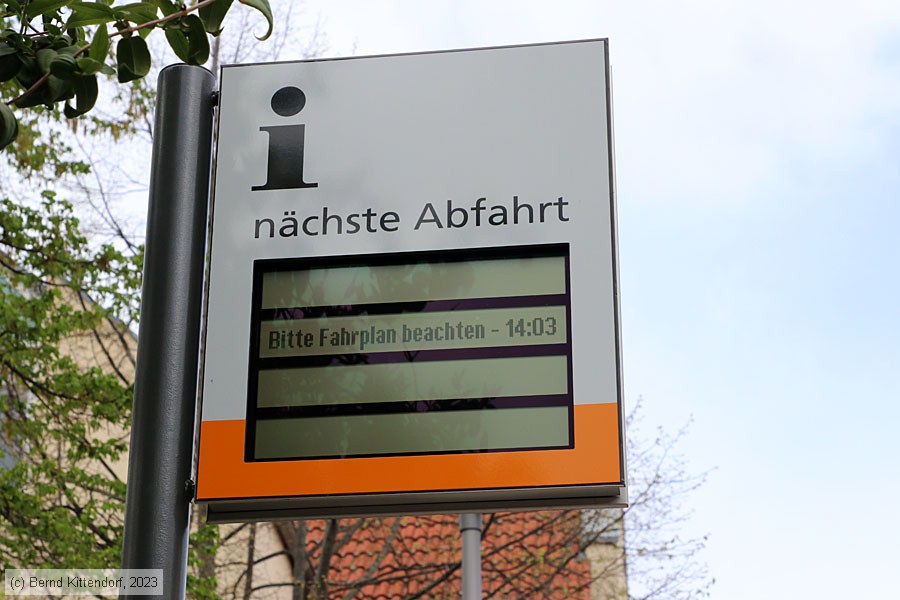 i
nächste Abfahrt
Bitte Fahrplan beachten - 14:03
(c) Bernd Kittendorf, 2023